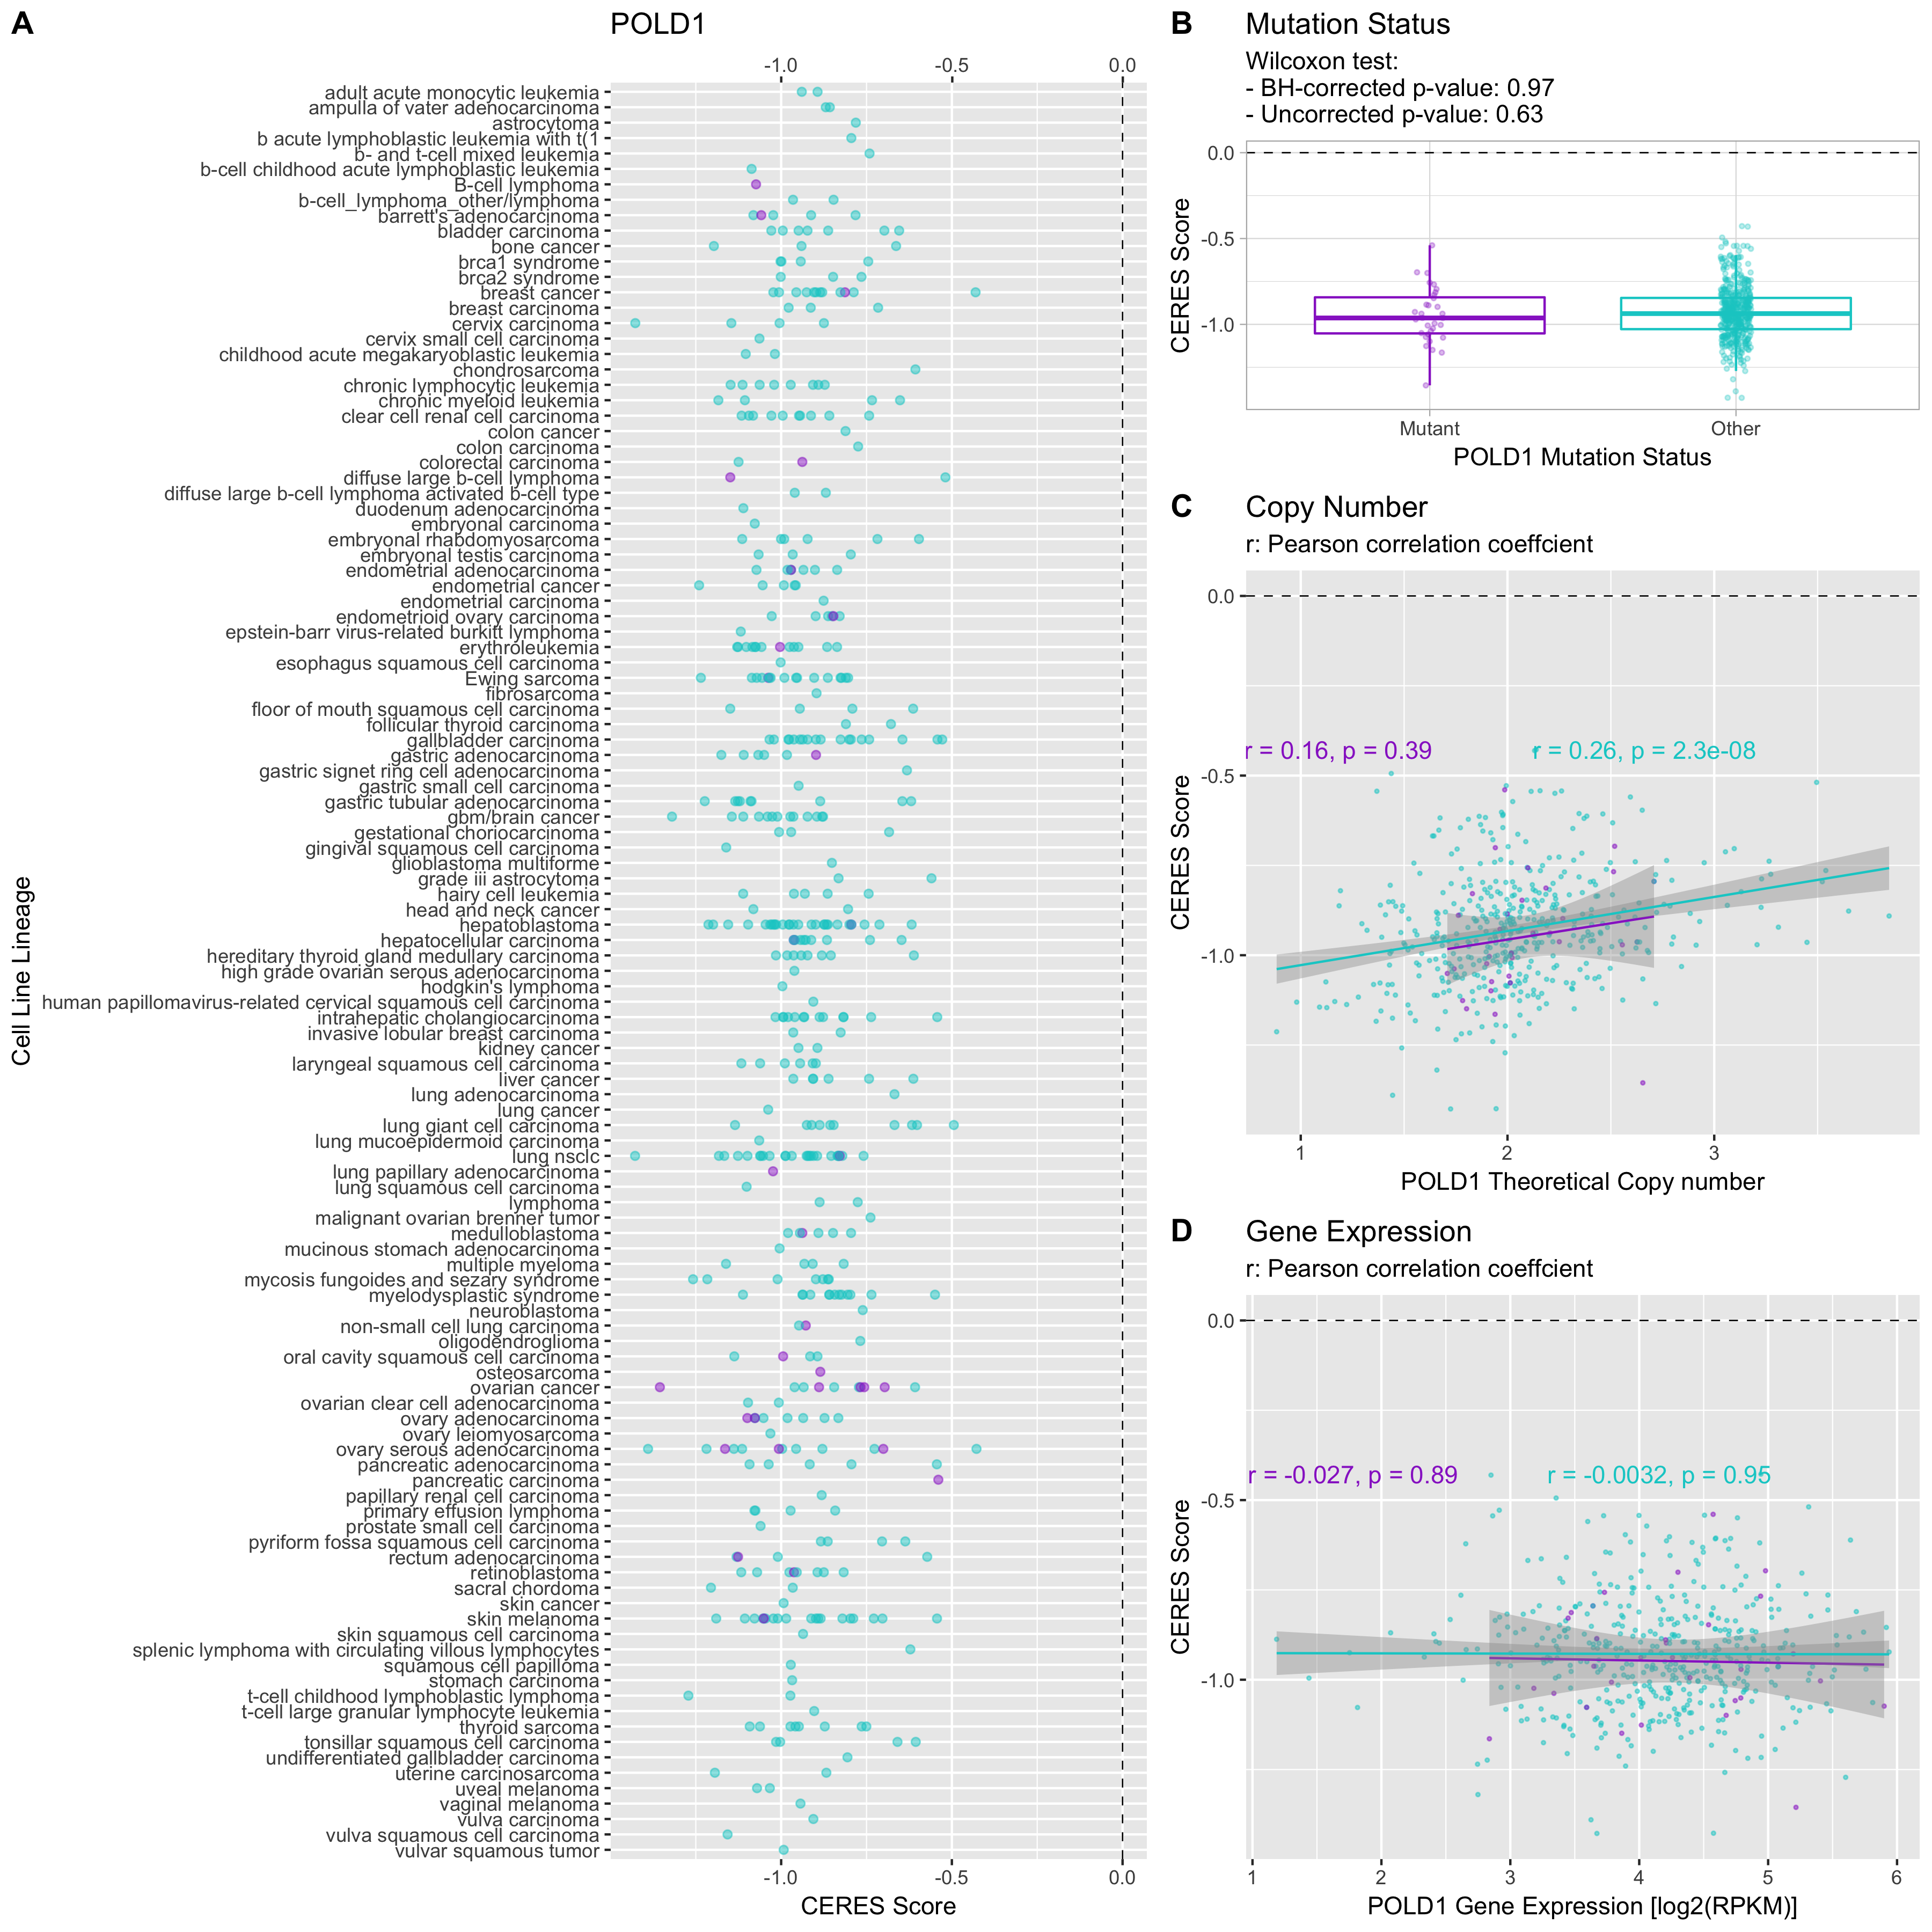 A
POLD1
-1.0 -0.5 0.0
Cell Line Lineage
adult acute monocytic leukemia
ampulla of vater adenocarcinoma
astrocytoma
b acute lymphoblastic leukemia with t(1
b- and t-cell mixed leukemia
b-cell childhood acute lymphoblastic leukemia
B-cell lymphoma
b-cell_lymphoma_other/lymphoma
barrett's adenocarcinoma
bladder carcinoma
bone cancer
brca1 syndrome
brca2 syndrome
breast cancer
breast carcinoma
cervix carcinoma
cervix small cell carcinoma
childhood acute megakaryoblastic leukemia
chondrosarcoma
chronic lymphocytic leukemia
chronic myeloid leukemia
clear cell renal cell carcinoma
colon cancer
colon carcinoma
colorectal carcinoma
diffuse large b-cell lymphoma
diffuse large b-cell lymphoma activated b-cell type
duodenum adenocarcinoma
embryonal carcinoma
embryonal rhabdomyosarcoma
embryonal testis carcinoma
endometrial adenocarcinoma
endometrial cancer
endometrial carcinoma
endometrioid ovary carcinoma
epstein-barr virus-related burkitt lymphoma
erythroleukemia
esophagus squamous cell carcinoma
Ewing sarcoma
fibrosarcoma
floor of mouth squamous cell carcinoma
follicular thyroid carcinoma
gallbladder carcinoma
gastric adenocarcinoma
gastric signet ring cell adenocarcinoma
gastric small cell carcinoma
gastric tubular adenocarcinoma
gbm/brain cancer
gestational choriocarcinoma
gingival squamous cell carcinoma
glioblastoma multiforme
grade iii astrocytoma
hairy cell leukemia
head and neck cancer
hepatoblastoma
hepatocellular carcinoma
hereditary thyroid gland medullary carcinoma
high grade ovarian serous adenocarcinoma
hodgkin's lymphoma
human papillomavirus-related cervical squamous cell carcinoma
intrahepatic cholangiocarcinoma
invasive lobular breast carcinoma
kidney cancer
laryngeal squamous cell carcinoma
liver cancer
lung adenocarcinoma
lung cancer
lung giant cell carcinoma
lung mucoepidermoid carcinoma
lung nsclc
lung papillary adenocarcinoma
lung squamous cell carcinoma
lymphoma
malignant ovarian brenner tumor
medulloblastoma
mucinous stomach adenocarcinoma
multiple myeloma
mycosis fungoides and sezary syndrome
myelodysplastic syndrome
neuroblastoma
non-small cell lung carcinoma
oligodendroglioma
oral cavity squamous cell carcinoma
osteosarcoma
ovarian cancer
ovarian clear cell adenocarcinoma
ovary adenocarcinoma
ovary leiomyosarcoma
ovary serous adenocarcinoma
pancreatic adenocarcinoma
pancreatic carcinoma
papillary renal cell carcinoma
primary effusion lymphoma
prostate small cell carcinoma
pyriform fossa squamous cell carcinoma
rectum adenocarcinoma
retinoblastoma
sacral chordoma
skin cancer
skin melanoma
skin squamous cell carcinoma
splenic lymphoma with circulating villous lymphocytes
squamous cell papilloma
stomach carcinoma
t-cell childhood lymphoblastic lymphoma
t-cell large granular lymphocyte leukemia
thyroid sarcoma
tonsillar squamous cell carcinoma
undifferentiated gallbladder carcinoma
uterine carcinosarcoma
uveal melanoma
vaginal melanoma
vulva carcinoma
vulva squamous cell carcinoma
vulvar squamous tumor
-1.0 -0.5 0.0
CERES Score
B
Mutation Status
Wilcoxon test:
- BH-corrected p-value: 0.97
- Uncorrected p-value: 0.63
0.0
-0.5
-1.0
CERES Score
Mutant Other
POLD1 Mutation Status
C
Copy Number
r: Pearson correlation coeffcient
0.0
r = 0.16, p = 0.39 r = 0.26, p = 2.3e-08
-0.5
-1.0
CERES Score
1 2 3
POLD1 Theoretical Copy number
D
Gene Expression
r: Pearson correlation coeffcient
0.0
r = -0.027, p = 0.89 r = -0.0032, p = 0.95
-0.5
-1.0
CERES Score
1 2 3 4 5 6
POLD1 Gene Expression [log2(RPKM)]